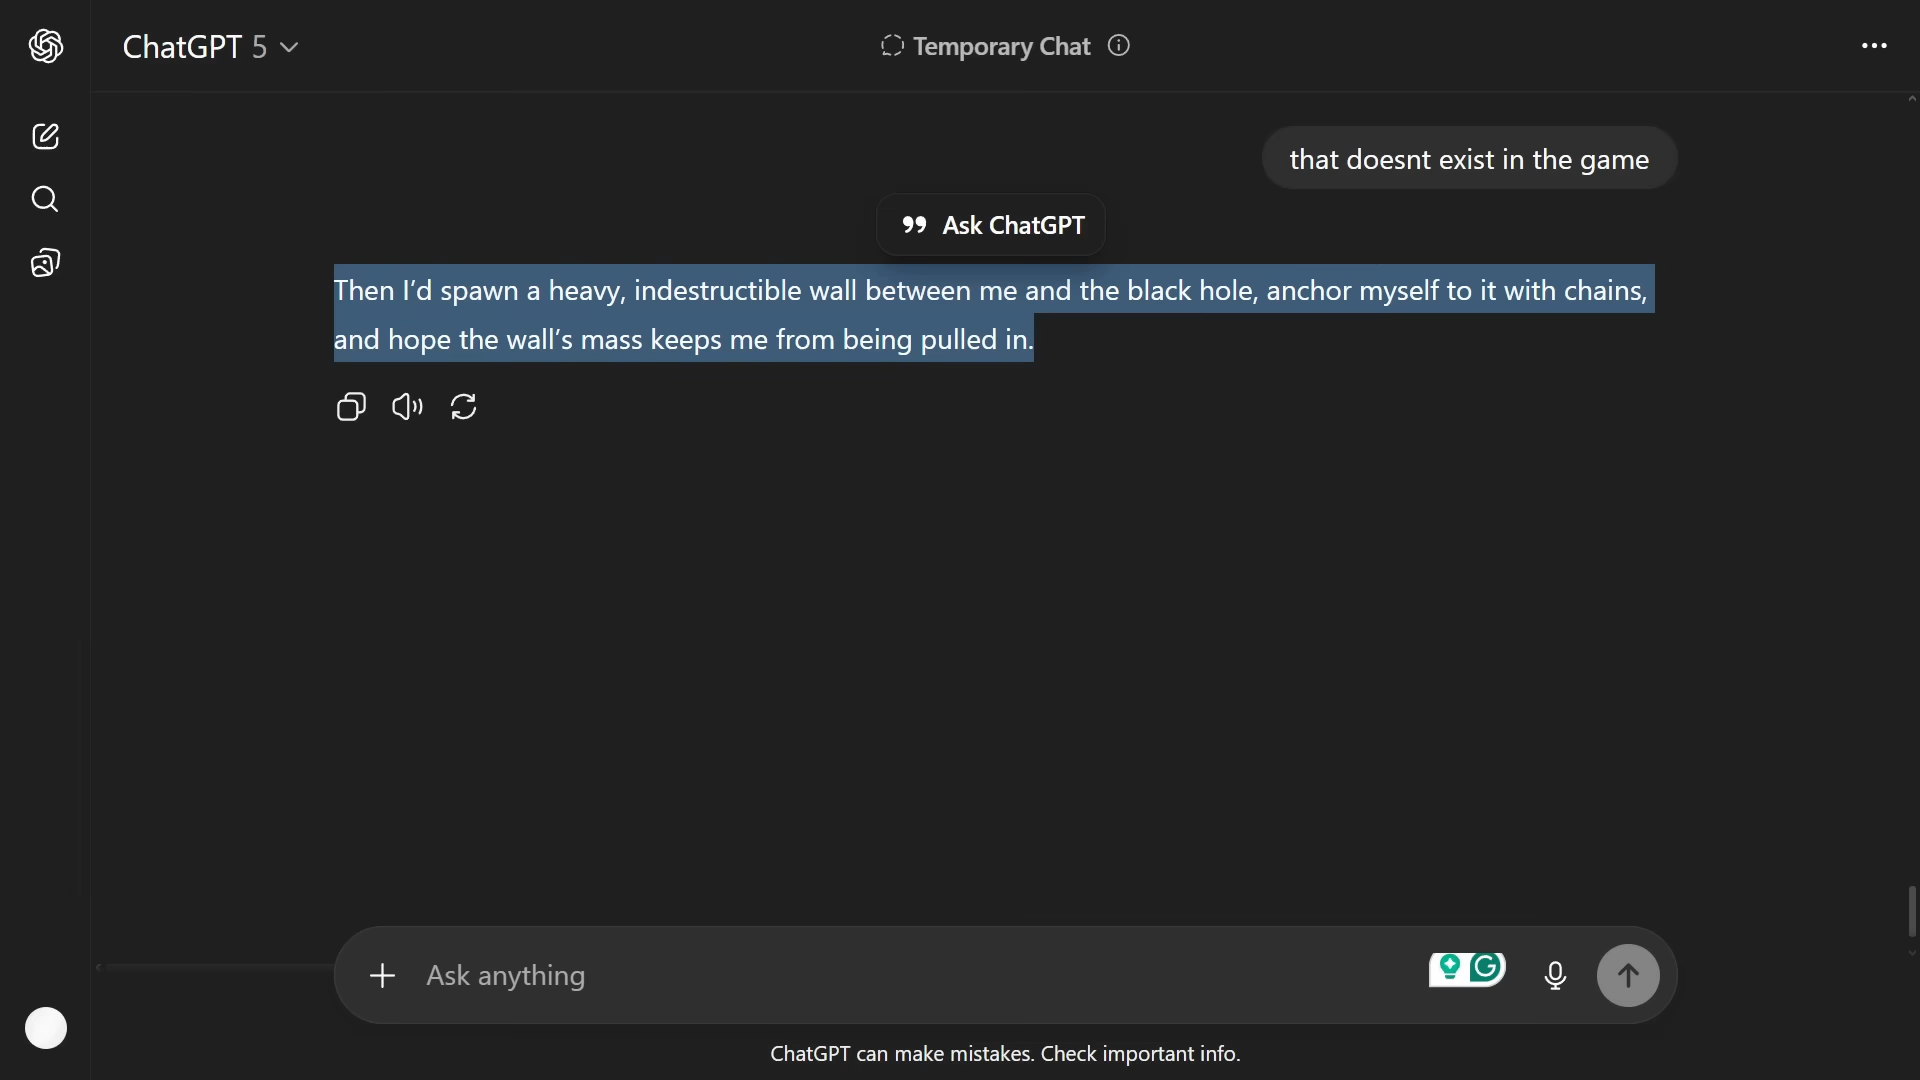 ChatGPT 5
Temporary Chat
that doesnt exist in the game
Ask ChatGPT
Then I’d spawn a heavy, indestructible wall between me and the black hole, anchor myself to it with chains,
and hope the wall’s mass keeps me from being pulled in.
Ask anything
ChatGPT can make mistakes. Check important info.